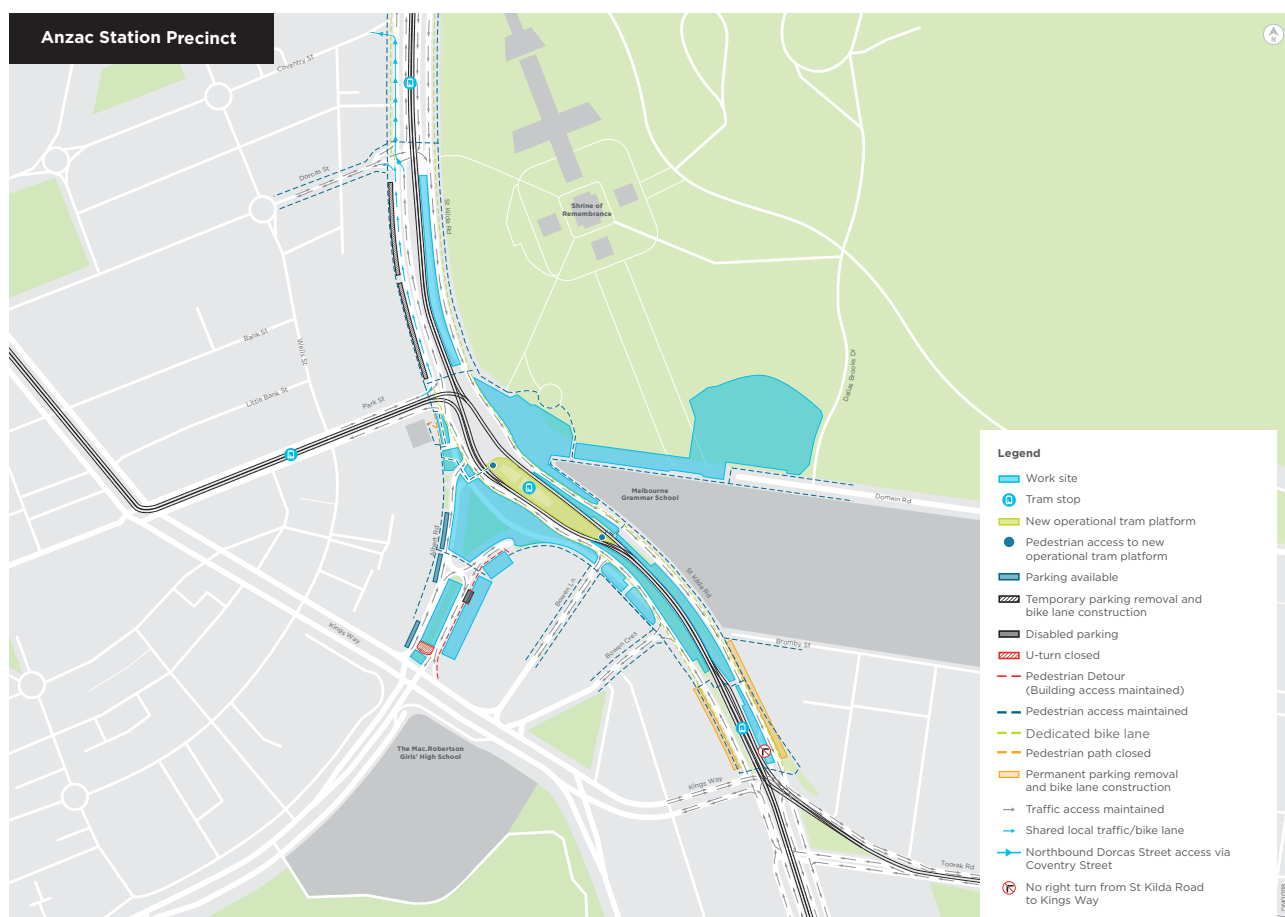 Anzac Station Precinct
N
Coventry St
Dorcas St
St Kilda Rd
Shrine of
Remembrance
Bank St
Wells St
Little Bank St
Park St
Dallas Brooks Dr
Melbourne
Grammar School
Domain Rd
Albert Rd
St Kilda Rd
Bowen Ln
Kings Way
Bowen Cres
Bromby St
The Mac.Robertson
Girls' High School
Kings Way
Toorak Rd
Legend
Work site
Tram stop
New operational tram platform
Pedestrian access to new
operational tram platform
Parking available
Temporary parking removal and
bike lane construction
Disabled parking
U-turn closed
Pedestrian Detour
(Building access maintained)
Pedestrian access maintained
Dedicated bike lane
Pedestrian path closed
Permanent parking removal
and bike lane construction
Traffic access maintained
Shared local traffic/bike lane
Northbound Dorcas Street access via
Coventry Street
No right turn from St Kilda Road
to Kings Way